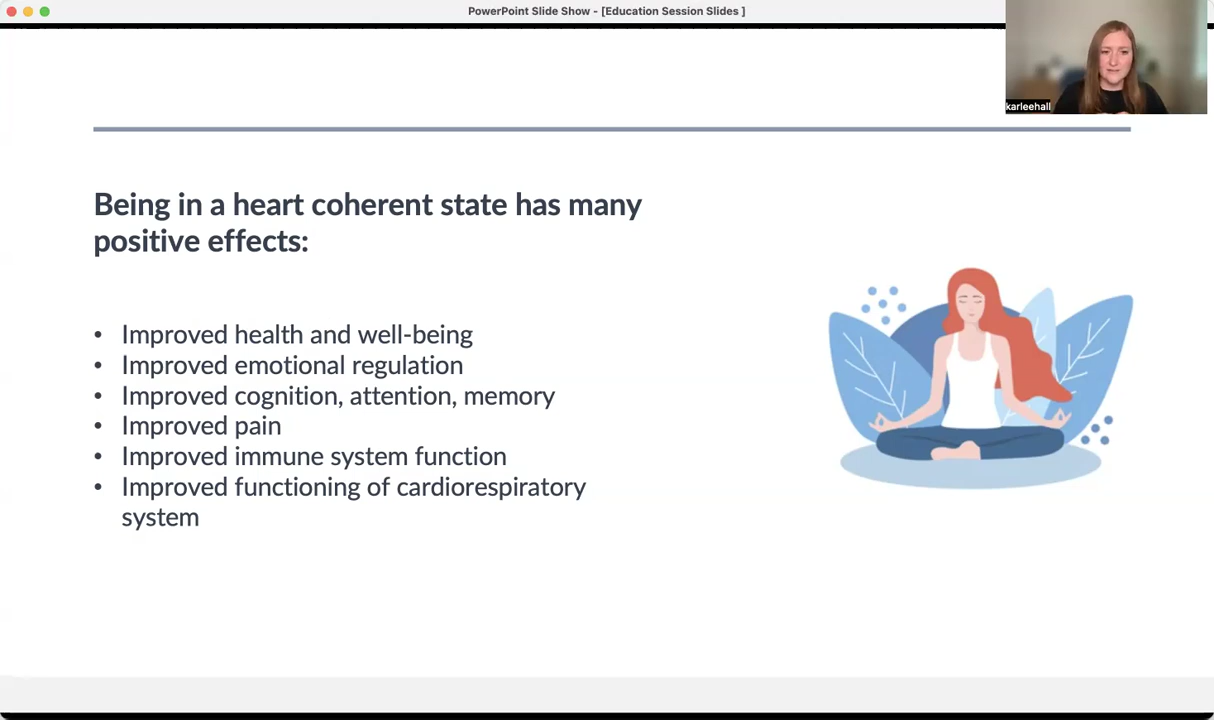 PowerPoint Slide Show - [Education Session Slides ]
karleehall
Being in a heart coherent state has many
positive effects:
• Improved health and well-being
• Improved emotional regulation
• Improved cognition, attention, memory
• Improved pain
• Improved immune system function
• Improved functioning of cardiorespiratory
system